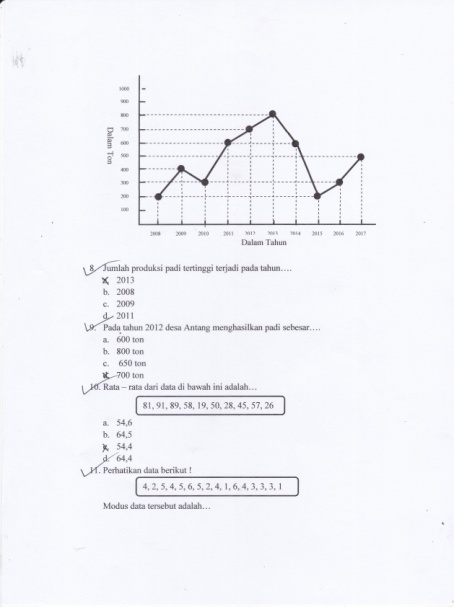 1000
900
800
700
600
500
400
300
200
100
Dalam Ton
2008 2009 2010 2011 2012 2013 2014 2015 2016 2017
Dalam Tahun
8. Jumlah produksi padi tertinggi terjadi pada tahun….
a. 2013
b. 2008
c. 2009
d. 2011
9. Pada tahun 2012 desa Antang menghasilkan padi sebesar….
a. 600 ton
b. 800 ton
c. 650 ton
d. 700 ton
10. Rata – rata dari data di bawah ini adalah…
81, 91, 89, 58, 19, 50, 28, 45, 57, 26
a. 54,6
b. 64,5
c. 54,4
d. 64,4
11. Perhatikan data berikut !
4, 2, 5, 4, 5, 6, 5, 2, 4, 1, 6, 4, 3, 3, 3, 1
Modus data tersebut adalah…